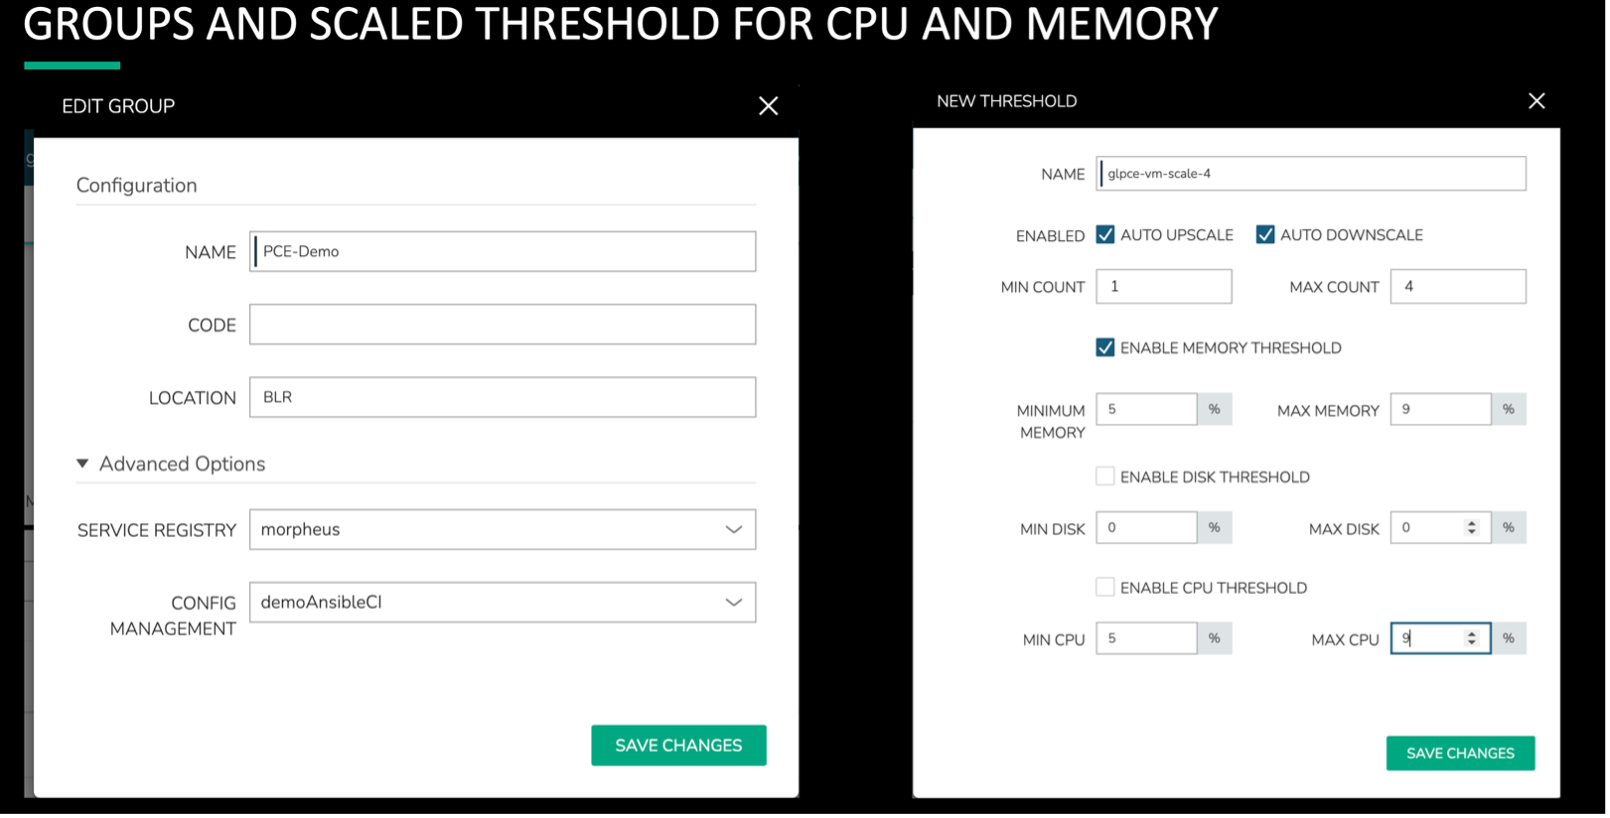 GROUPS AND SCALED THRESHOLD FOR CPU AND MEMORY
EDIT GROUP
Configuration
NAME PCE-Demo
CODE
LOCATION BLR
Advanced Options
SERVICE REGISTRY morpheus
CONFIG MANAGEMENT demoAnsibleCI
SAVE CHANGES
NEW THRESHOLD
NAME glpce-vm-scale-4
ENABLED AUTO UPSCALE AUTO DOWNSCALE
MIN COUNT 1 MAX COUNT 4
ENABLE MEMORY THRESHOLD
MINIMUM MEMORY 5 % MAX MEMORY 9 %
ENABLE DISK THRESHOLD
MIN DISK 0 % MAX DISK 0 %
ENABLE CPU THRESHOLD
MIN CPU 5 % MAX CPU 9 %
SAVE CHANGES